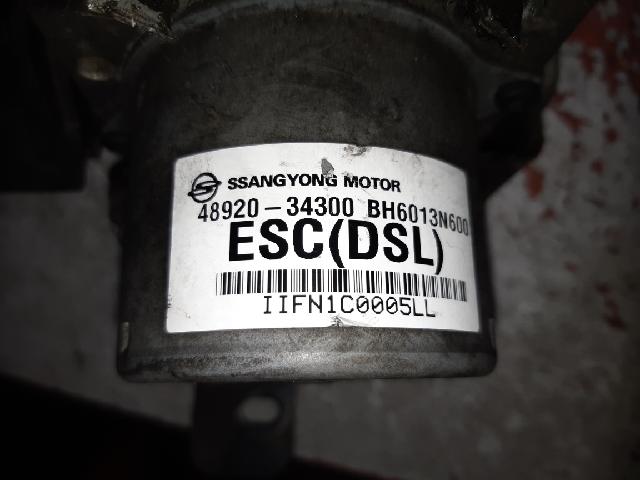 SSANGYONG MOTOR
48920-34300 BH6013N600
ESC(DSL)
IIFN1C0005LL